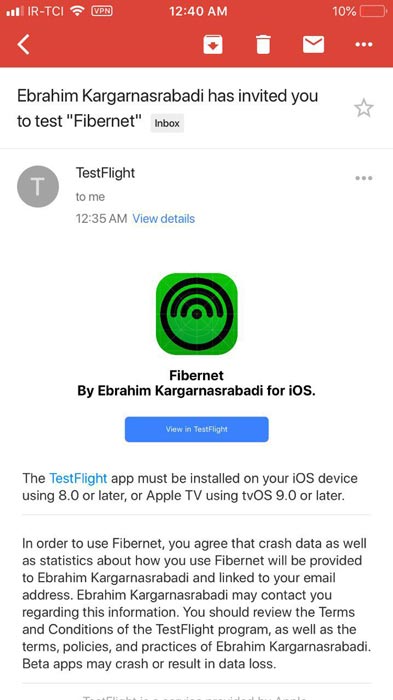 IR-TCI VPN 12:40 AM 10%
Ebrahim Kargarnasrabadi has invited you
to test "Fibernet" Inbox
T
TestFlight
to me
12:35 AM View details
Fibernet
By Ebrahim Kargarnasrabadi for iOS.
View in TestFlight
The TestFlight app must be installed on your iOS device
using 8.0 or later, or Apple TV using tvOS 9.0 or later.
In order to use Fibernet, you agree that crash data as well
as statistics about how you use Fibernet will be provided
to Ebrahim Kargarnasrabadi and linked to your email
address. Ebrahim Kargarnasrabadi may contact you
regarding this information. You should review the Terms
and Conditions of the TestFlight program, as well as the
terms, policies, and practices of Ebrahim Kargarnasrabadi.
Beta apps may crash or result in data loss.
TestFlight is a service provided by Apple